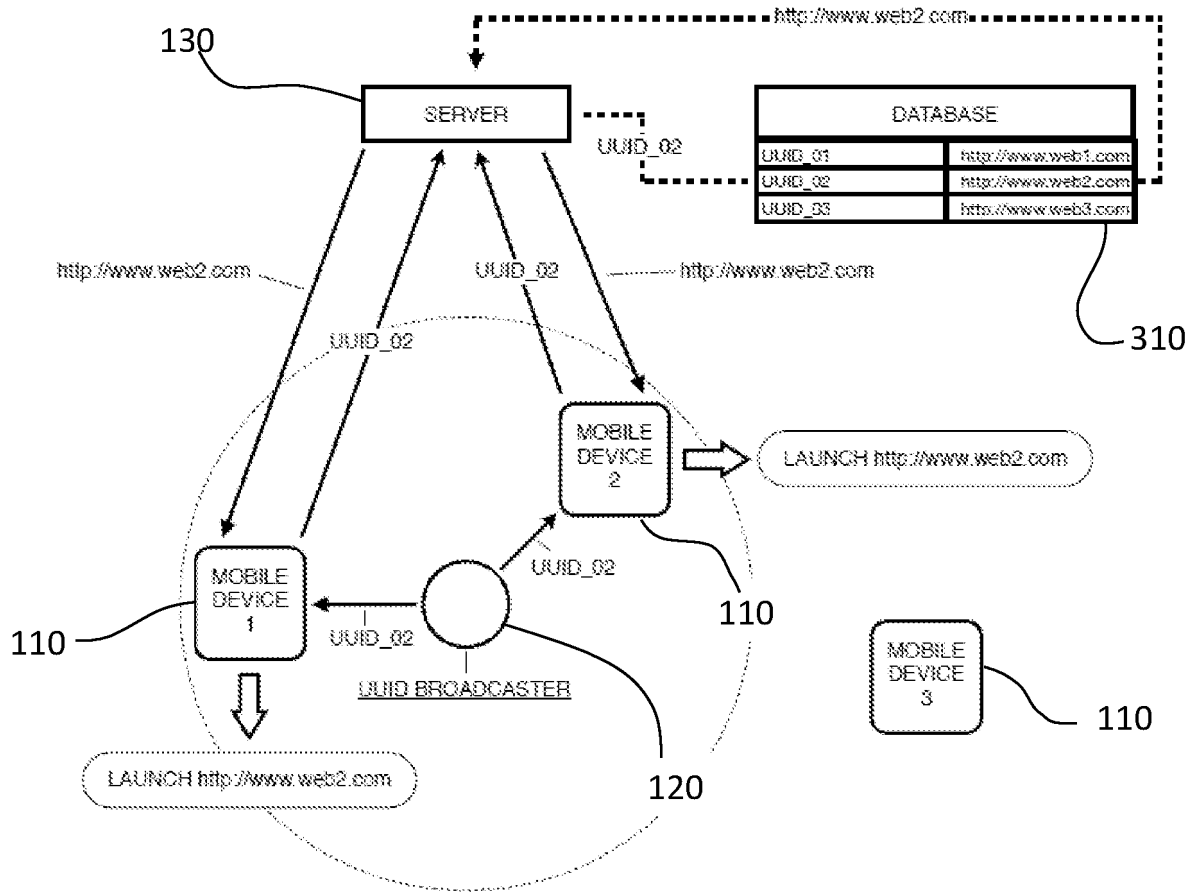 http://www.web2.com
130
SERVER
DATABASE
UUID_02
UUID_01 http://www.web1.com
UUID_02 http://www.web2.com
UUID_03 http://www.web3.com
http://www.web2.com
UUID_02
http://www.web2.com
310
UUID_02
MOBILE
DEVICE
2
LAUNCH http://www.web2.com
UUID_02
110
MOBILE
DEVICE
1
110
UUID_02
UUID BROADCASTER
MOBILE
DEVICE
3
110
LAUNCH http://www.web2.com
120